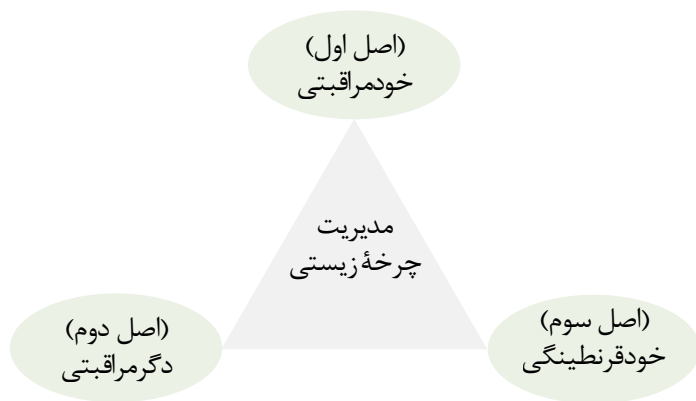 (اصل اول)
خودمراقبتی
مدیریت
چرخهٔ زیستی
(اصل سوم)
خودقرنطینگی
(اصل دوم)
دگرمراقبتی